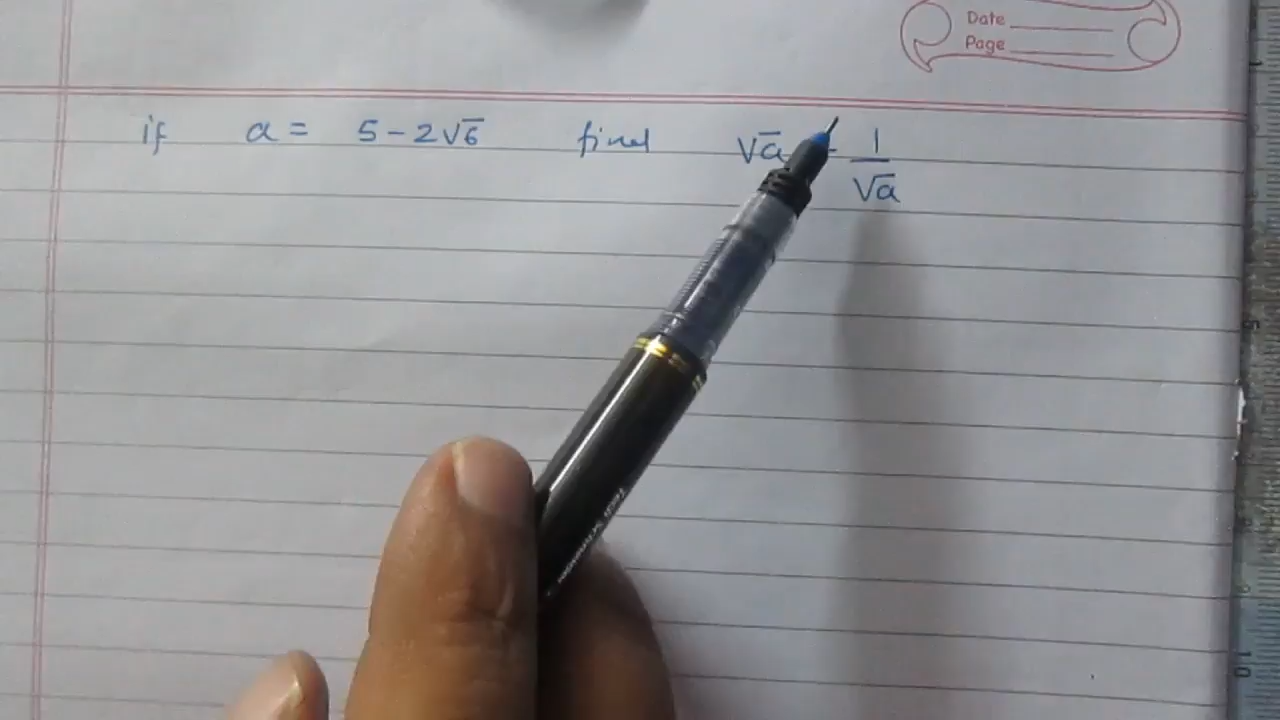 Date
Page
if a = 5 - 2√6 find √a 1/√a